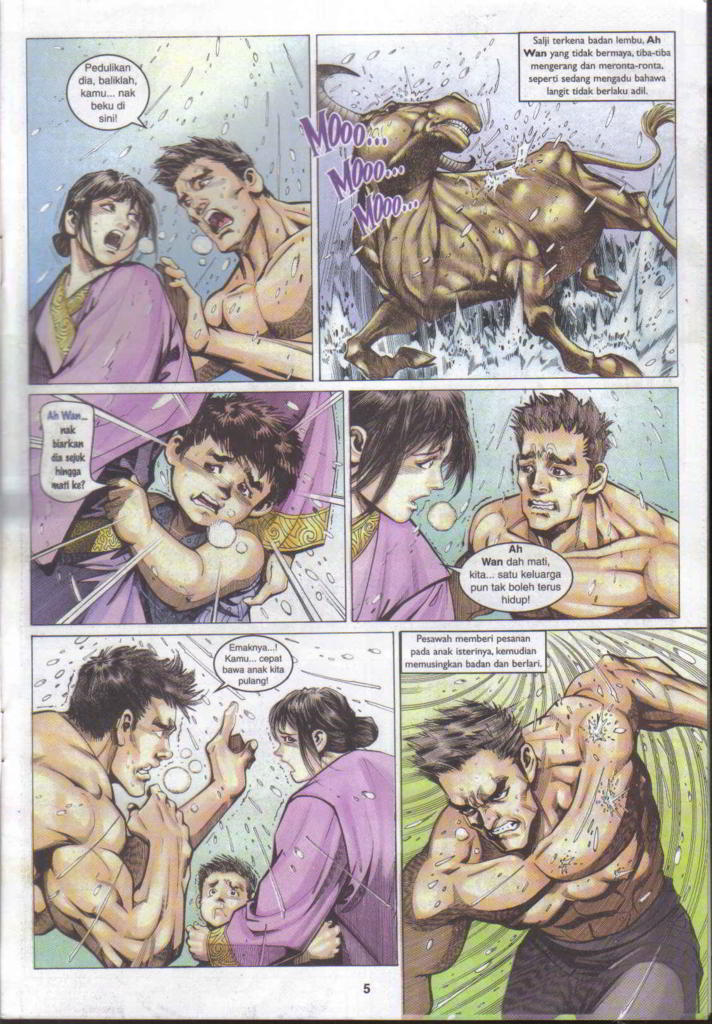 Pedulikan
dia, baliklah,
kamu... nak
beku di
sini!
Salji terkena badan lembu, Ah
Wan yang tidak bermaya, tiba-tiba
mengerang dan meronta-ronta,
seperti sedang mengadu bahawa
langit tidak berlaku adil.
MOoo...
MOoo...
MOoo...
Ah Wan...
nak
biarkan
dia sejuk
hingga
mati ke?
Ah
Wan dah mati,
kita... satu keluarga
pun tak boleh terus
hidup!
Emaknya...!
Kamu... cepat
bawa anak kita
pulang!
Pesawah memberi pesanan
pada anak isterinya, kemudian
memusingkan badan dan berlari.
5